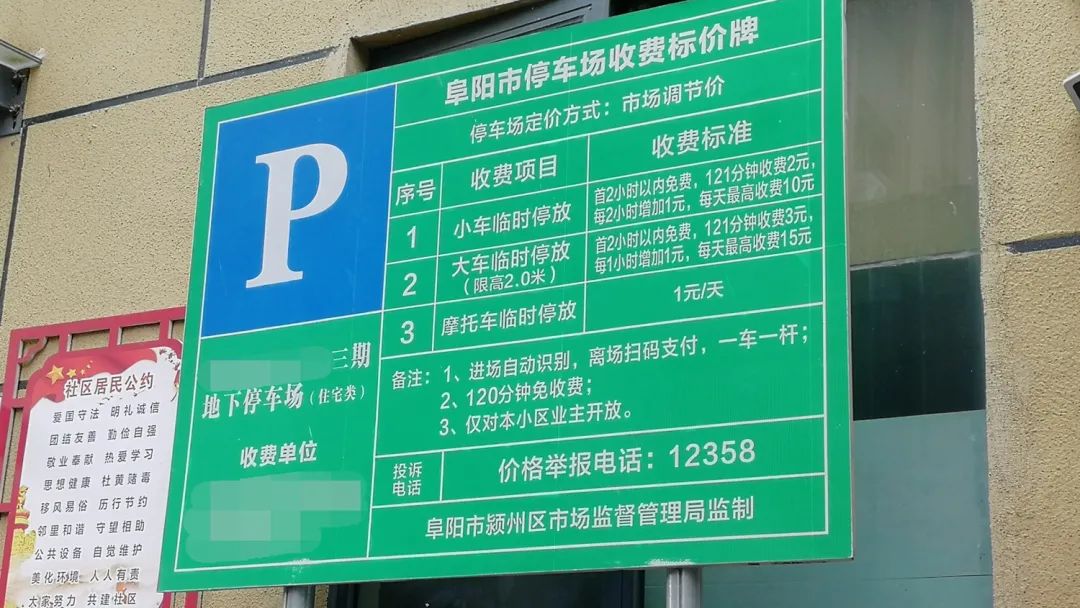 阜阳市停车场收费标价牌
停车场定价方式：市场调节价
P
序号 收费项目 收费标准
1 小车临时停放
首2小时以内免费，121分钟收费2元，
每2小时增加1元，每天最高收费10元
2 大车临时停放
（限高2.0米）
首2小时以内免费，121分钟收费3元，
每1小时增加1元，每天最高收费15元
3 摩托车临时停放 1元/天
三期
地下停车场（住宅类）
收费单位
备注：1、进场自动识别，离场扫码支付，一车一杆；
2、120分钟免收费；
3、仅对本小区业主开放。
投诉
电话
价格举报电话：12358
阜阳市颍州区市场监督管理局监制
社区居民公约
爱国守法 明礼诚信
团结友善 勤俭自强
敬业奉献 热爱学习
思想健康 杜黄赌毒
移风易俗 历行节约
邻里和谐 守望相助
公共设备 自觉维护
美化环境 人人有责
大家努力 共建社区